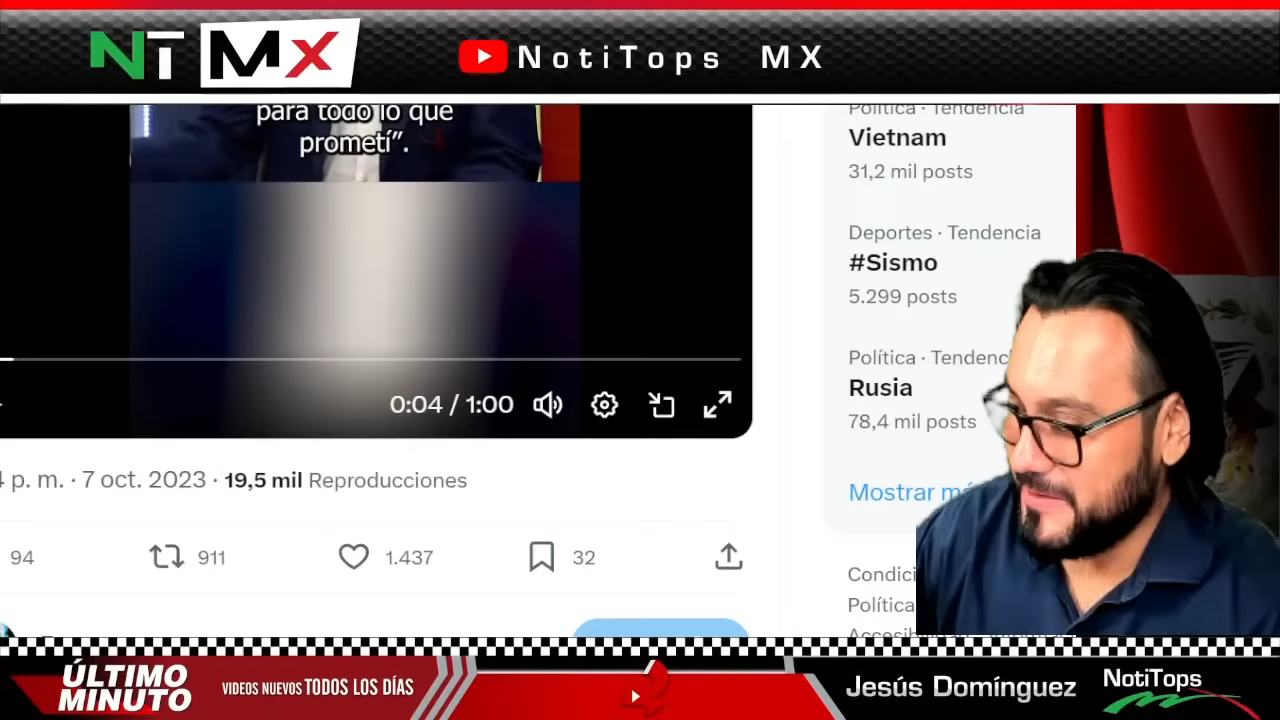 NT MX
NotiTops MX
para todo lo que
prometí”.
0:04 / 1:00
p. m. · 7 oct. 2023 · 19,5 mil Reproducciones
94
911
1.437
32
Política · Tendencia
Vietnam
31,2 mil posts
Deportes · Tendencia
#Sismo
5.299 posts
Política · Tendenc
Rusia
78,4 mil posts
Mostrar má
Condici
Política
ÚLTIMO
MINUTO
VIDEOS NUEVOS TODOS LOS DÍAS
Jesús Domínguez
NotiTops